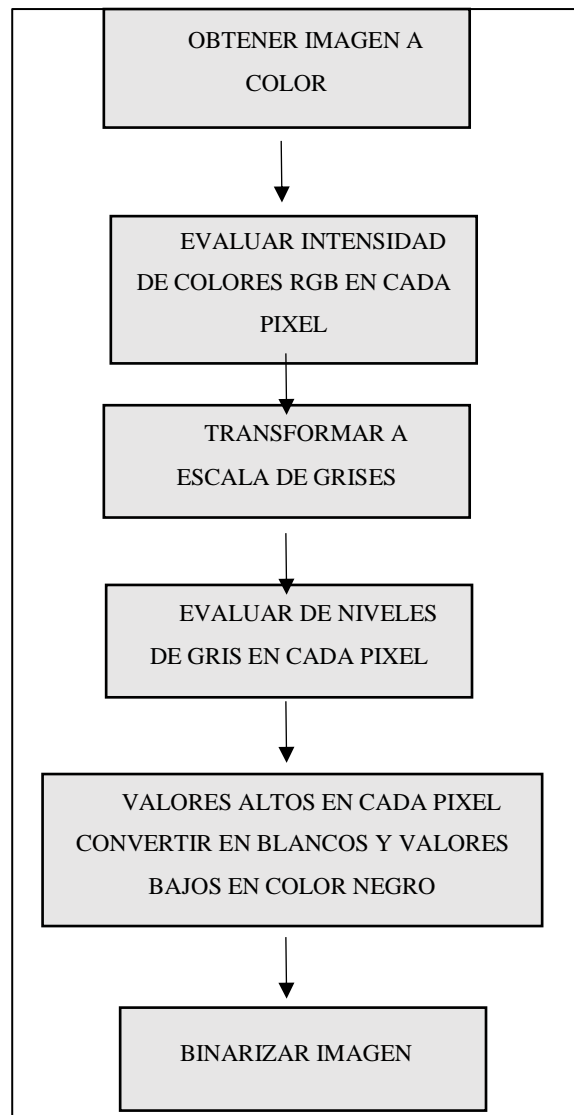 OBTENER IMAGEN A
COLOR
EVALUAR INTENSIDAD
DE COLORES RGB EN CADA
PIXEL
TRANSFORMAR A
ESCALA DE GRISES
EVALUAR DE NIVELES
DE GRIS EN CADA PIXEL
VALORES ALTOS EN CADA PIXEL
CONVERTIR EN BLANCOS Y VALORES
BAJOS EN COLOR NEGRO
BINARIZAR IMAGEN